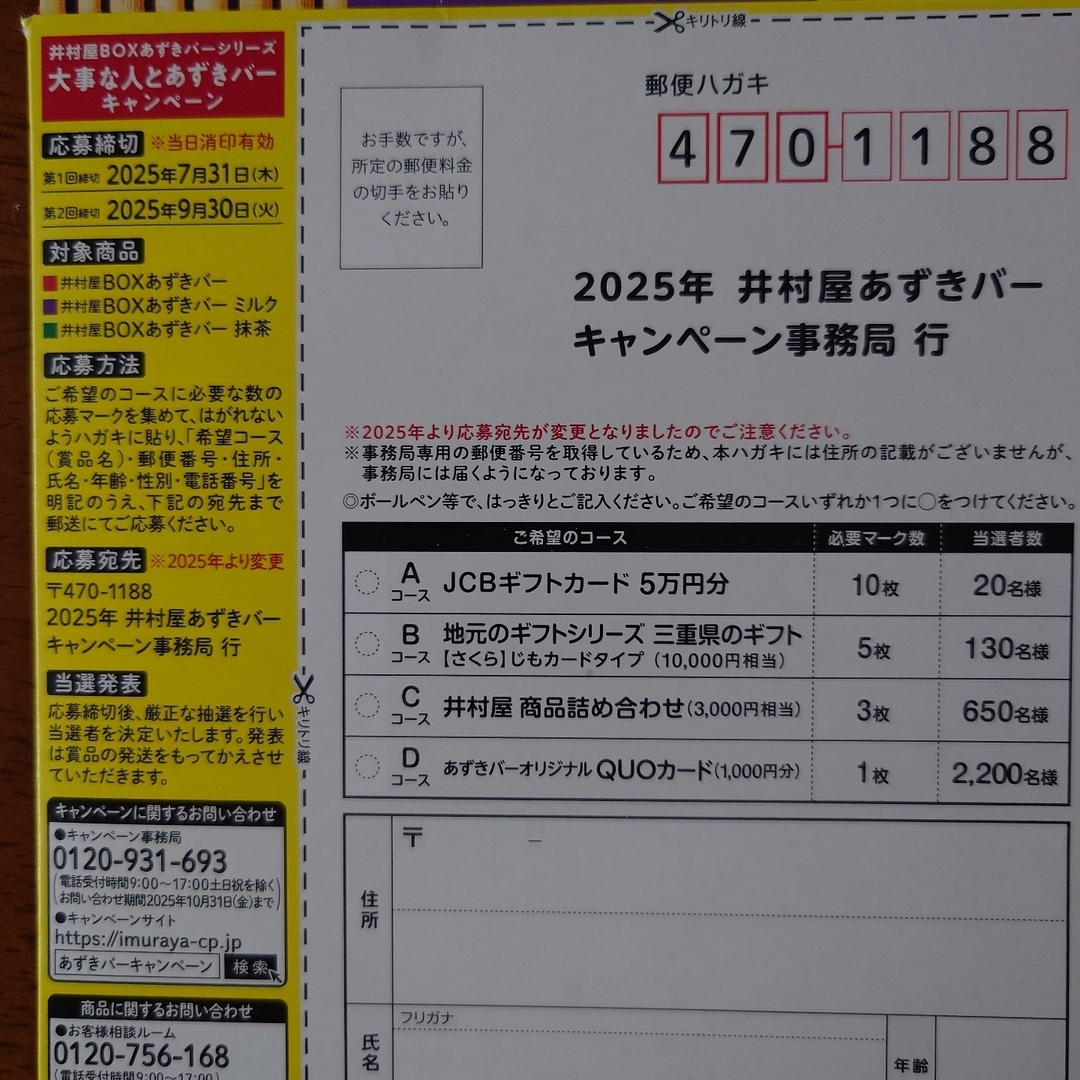 井村屋BOXあずきバーシリーズ
大事な人とあずきバー
キャンペーン
応募締切 ※当日消印有効
第1回締切 2025年7月31日(木)
第2回締切 2025年9月30日(火)
対象商品
井村屋BOXあずきバー
井村屋BOXあずきバー ミルク
井村屋BOXあずきバー 抹茶
応募方法
ご希望のコースに必要な数の
応募マークを集めて、はがれない
ようハガキに貼り、「希望コース
(賞品名)・郵便番号・住所・
氏名・年齢・性別・電話番号」を
明記のうえ、下記の宛先まで
郵送にてご応募ください。
応募宛先 ※2025年より変更
〒470-1188
2025年 井村屋あずきバー
キャンペーン事務局 行
当選発表
応募締切後、厳正な抽選を行い
当選者を決定いたします。発表
は賞品の発送をもってかえさせ
ていただきます。
キャンペーンに関するお問い合わせ
●キャンペーン事務局
0120-931-693
(電話受付時間9:00〜17:00土日祝を除く
お問い合わせ期間2025年10月31日(金)まで)
●キャンペーンサイト
https://imuraya-cp.jp
あずきバーキャンペーン 検索
商品に関するお問い合わせ
●お客様相談ルーム
0120-756-168
(電話受付時間9:00〜17:00)
キリトリ線
キリトリ線
郵便ハガキ
470-1188
お手数ですが、
所定の郵便料金
の切手をお貼り
ください。
2025年 井村屋あずきバー
キャンペーン事務局 行
※2025年より応募宛先が変更となりましたのでご注意ください。
※事務局専用の郵便番号を取得しているため、本ハガキには住所の記載がございませんが、
事務局には届くようになっております。
◎ボールペン等で、はっきりとご記入ください。ご希望のコースいずれか1つに○をつけてください。
ご希望のコース 必要マーク数 当選者数
Aコース JCBギフトカード 5万円分 10枚 20名様
Bコース 地元のギフトシリーズ 三重県のギフト
【さくら】じもカードタイプ (10,000円相当) 5枚 130名様
Cコース 井村屋 商品詰め合わせ(3,000円相当) 3枚 650名様
Dコース あずきバーオリジナル QUOカード(1,000円分) 1枚 2,200名様
住所 〒 –
フリガナ
氏名
年齢